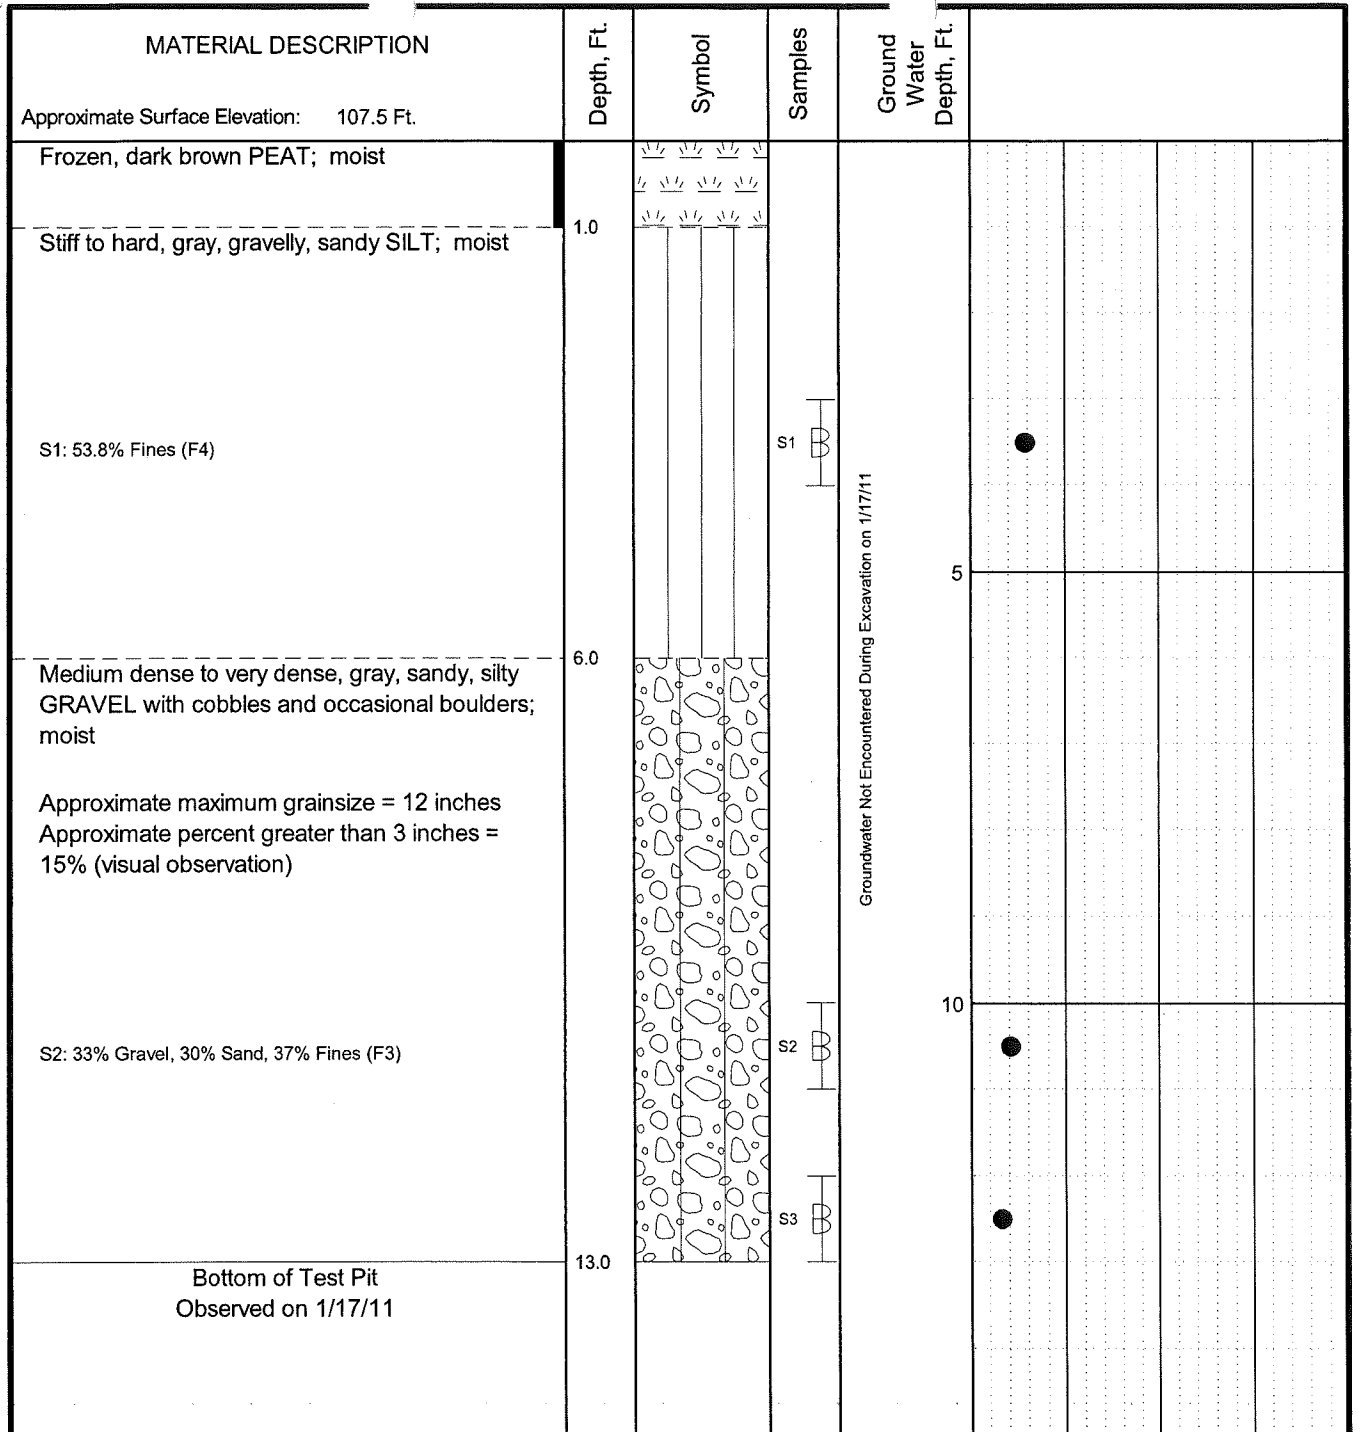 MATERIAL DESCRIPTION
Approximate Surface Elevation: 107.5 Ft.
Depth, Ft.
Symbol
Samples
Ground
Water
Depth, Ft.
Frozen, dark brown PEAT; moist
1.0
Stiff to hard, gray, gravelly, sandy SILT; moist
S1: 53.8% Fines (F4)
S1 B
Groundwater Not Encountered During Excavation on 1/17/11
5
6.0
Medium dense to very dense, gray, sandy, silty
GRAVEL with cobbles and occasional boulders;
moist
Approximate maximum grainsize = 12 inches
Approximate percent greater than 3 inches =
15% (visual observation)
10
S2: 33% Gravel, 30% Sand, 37% Fines (F3)
S2 B
S3 B
13.0
Bottom of Test Pit
Observed on 1/17/11